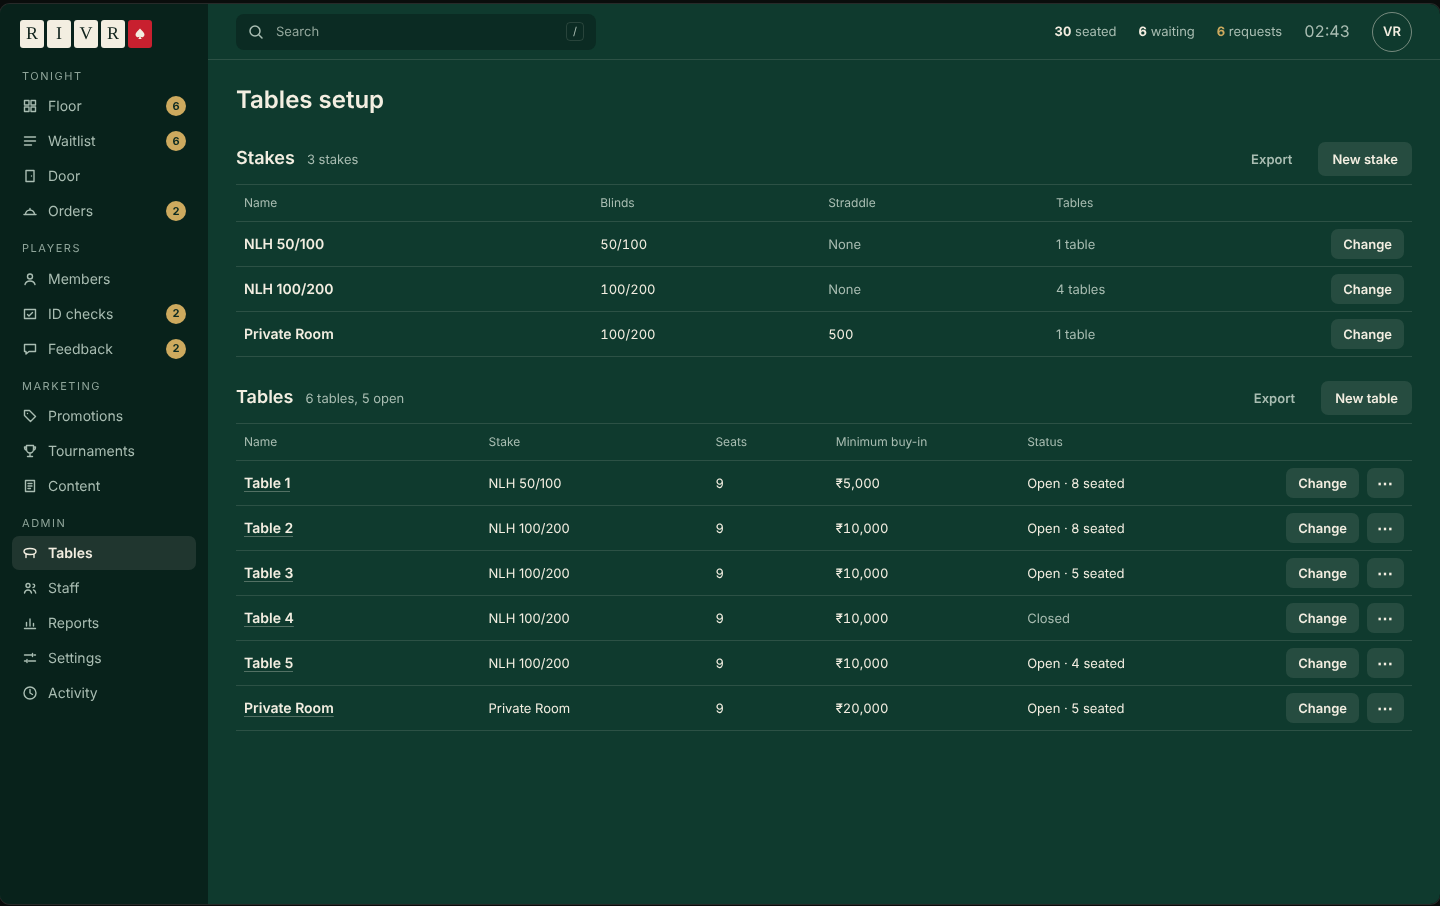 RIVR
Search /
30 seated 6 waiting 6 requests 02:43 VR
TONIGHT
Floor 6
Waitlist 6
Door
Orders 2
PLAYERS
Members
ID checks 2
Feedback 2
MARKETING
Promotions
Tournaments
Content
ADMIN
Tables
Staff
Reports
Settings
Activity
Tables setup
Stakes 3 stakes Export New stake
Name Blinds Straddle Tables
NLH 50/100 50/100 None 1 table Change
NLH 100/200 100/200 None 4 tables Change
Private Room 100/200 500 1 table Change
Tables 6 tables, 5 open Export New table
Name Stake Seats Minimum buy-in Status
Table 1 NLH 50/100 9 ₹5,000 Open · 8 seated Change ···
Table 2 NLH 100/200 9 ₹10,000 Open · 8 seated Change ···
Table 3 NLH 100/200 9 ₹10,000 Open · 5 seated Change ···
Table 4 NLH 100/200 9 ₹10,000 Closed Change ···
Table 5 NLH 100/200 9 ₹10,000 Open · 4 seated Change ···
Private Room Private Room 9 ₹20,000 Open · 5 seated Change ···